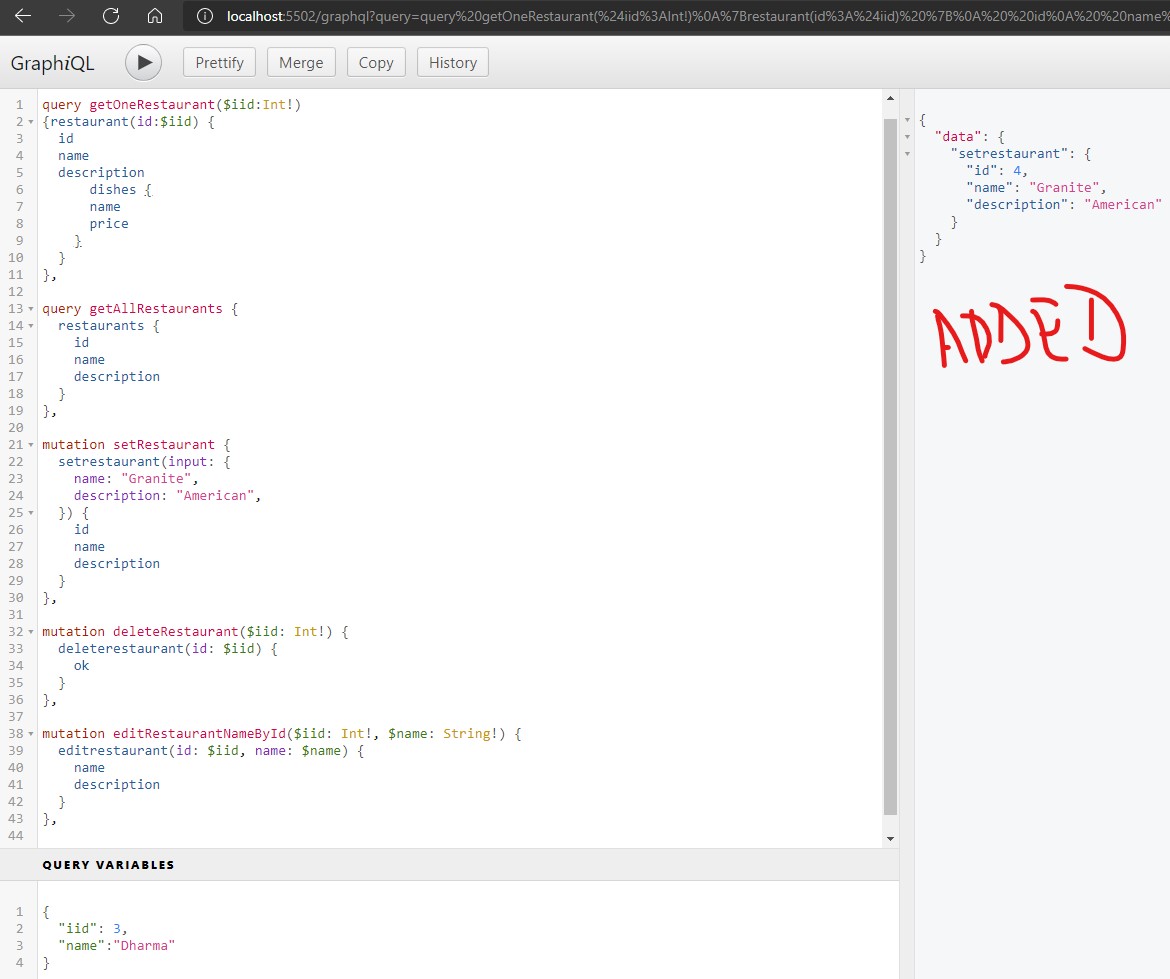 localhost:5502/graphql?query=query%20getOneRestaurant(%24iid%3AInt!)%0A%7Brestaurant(id%3A%24iid)%20%7B%0A%20%20id%0A%20%20name%
GraphiQL
Prettify Merge Copy History
1 query getOneRestaurant($iid:Int!)
2 {restaurant(id:$iid) {
3 id
4 name
5 description
6 dishes {
7 name
8 price
9 }
10 }
11 },
12
13 query getAllRestaurants {
14 restaurants {
15 id
16 name
17 description
18 }
19 },
20
21 mutation setRestaurant {
22 setrestaurant(input: {
23 name: "Granite",
24 description: "American",
25 }) {
26 id
27 name
28 description
29 }
30 },
31
32 mutation deleteRestaurant($iid: Int!) {
33 deleterestaurant(id: $iid) {
34 ok
35 }
36 },
37
38 mutation editRestaurantNameById($iid: Int!, $name: String!) {
39 editrestaurant(id: $iid, name: $name) {
40 name
41 description
42 }
43 },
44
QUERY VARIABLES
1 {
2 "iid": 3,
3 "name":"Dharma"
4 }
{
"data": {
"setrestaurant": {
"id": 4,
"name": "Granite",
"description": "American"
}
}
}
ADDED